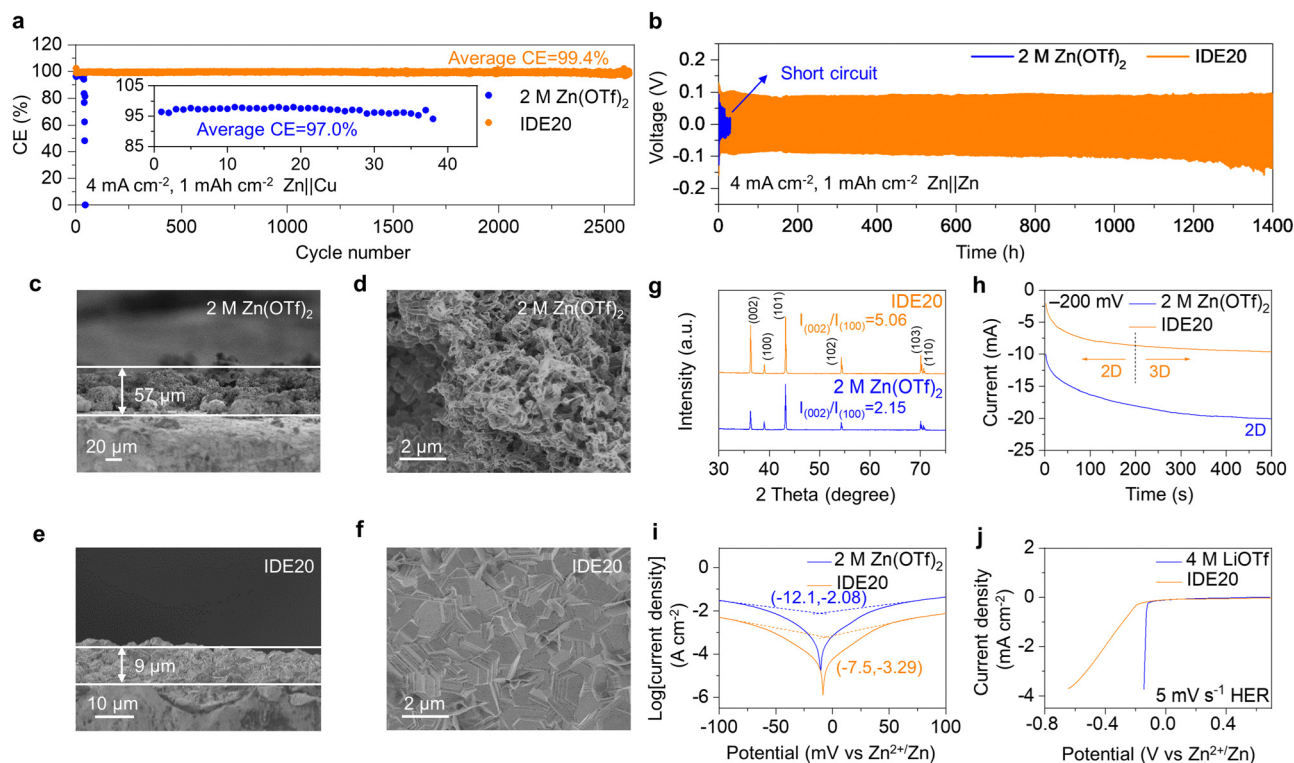 a
120
100
80
60
40
20
0
CE (%)
Average CE=99.4%
2 M Zn(OTf)₂
IDE20
105
95
85
Average CE=97.0%
0 10 20 30 40
4 mA cm⁻², 1 mAh cm⁻² Zn||Cu
0 500 1000 1500 2000 2500
Cycle number
b
2 M Zn(OTf)₂ IDE20
Short circuit
0.2
0.1
0.0
-0.1
-0.2
Voltage (V)
4 mA cm⁻², 1 mAh cm⁻² Zn||Zn
0 200 400 600 800 1000 1200 1400
Time (h)
c
2 M Zn(OTf)₂
57 µm
20 µm
d
2 M Zn(OTf)₂
2 µm
e
IDE20
9 µm
10 µm
f
IDE20
2 µm
g
Intensity (a.u.)
(002)
(100)
(101)
(102)
(103)
(110)
IDE20
I₍₀₀₂₎/I₍₁₀₀₎=5.06
2 M Zn(OTf)₂
I₍₀₀₂₎/I₍₁₀₀₎=2.15
30 40 50 60 70
2 Theta (degree)
h
0
-5
-10
-15
-20
-25
Current (mA)
–200 mV
2 M Zn(OTf)₂
IDE20
2D
3D
2D
0 100 200 300 400 500
Time (s)
i
0
-2
-4
-6
Log[current density]
(A cm⁻²)
2 M Zn(OTf)₂
IDE20
(-12.1,-2.08)
(-7.5,-3.29)
-100 -50 0 50 100
Potential (mV vs Zn²⁺/Zn)
j
2
0
-2
-4
Current density
(mA cm⁻²)
4 M LiOTf
IDE20
5 mV s⁻¹ HER
-0.8 -0.4 0.0 0.4
Potential (V vs Zn²⁺/Zn)